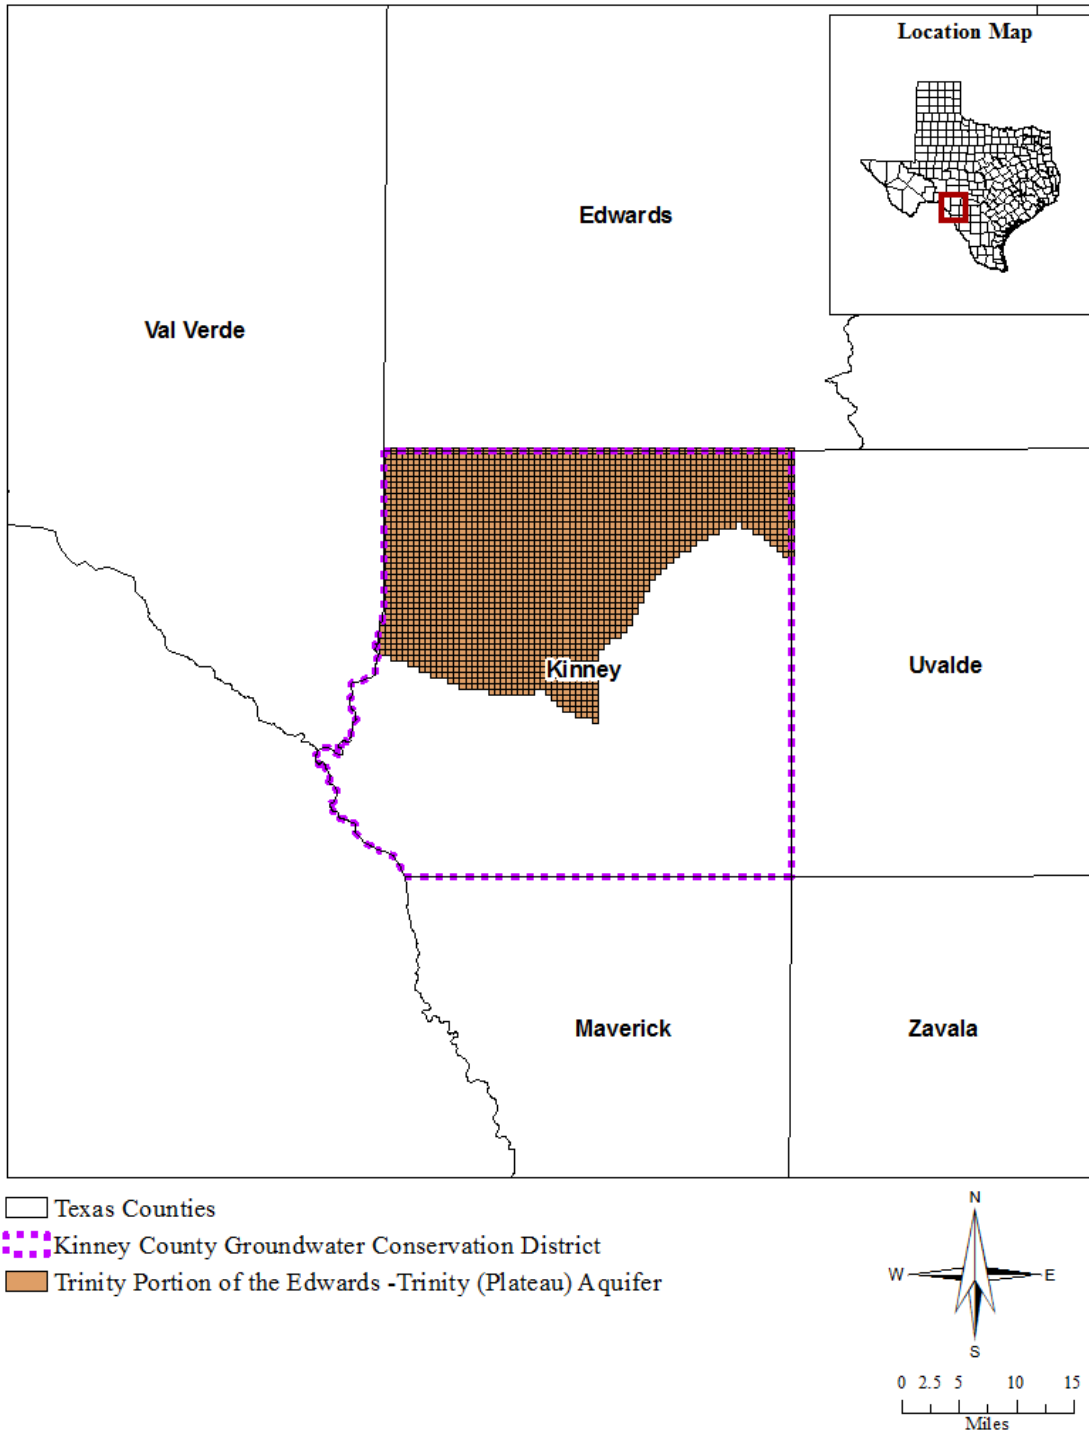 Location Map
Edwards
Val Verde
Kinney
Uvalde
Maverick
Zavala
Texas Counties
Kinney County Groundwater Conservation District
Trinity Portion of the Edwards -Trinity (Plateau) Aquifer
N
W E
S
0 2.5 5 10 15
Miles